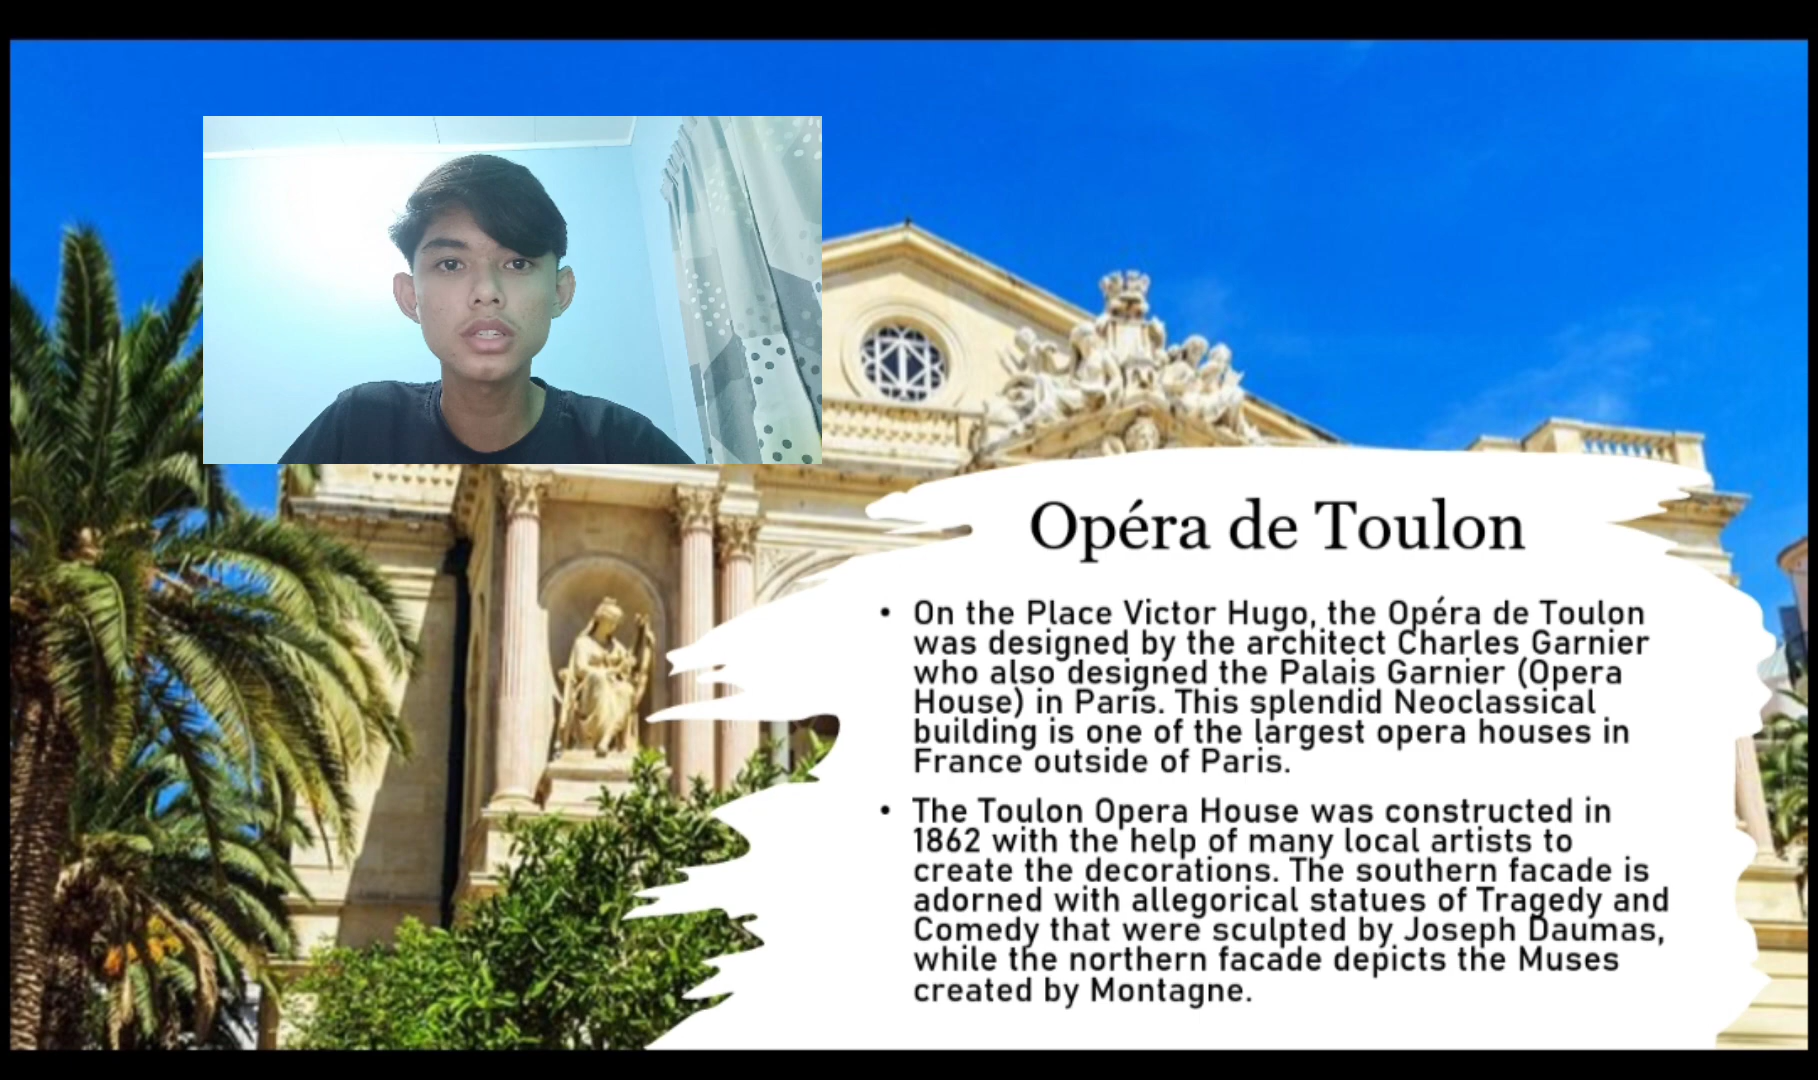 Opéra de Toulon
• On the Place Victor Hugo, the Opéra de Toulon
was designed by the architect Charles Garnier
who also designed the Palais Garnier (Opera
House) in Paris. This splendid Neoclassical
building is one of the largest opera houses in
France outside of Paris.
• The Toulon Opera House was constructed in
1862 with the help of many local artists to
create the decorations. The southern facade is
adorned with allegorical statues of Tragedy and
Comedy that were sculpted by Joseph Daumas,
while the northern facade depicts the Muses
created by Montagne.